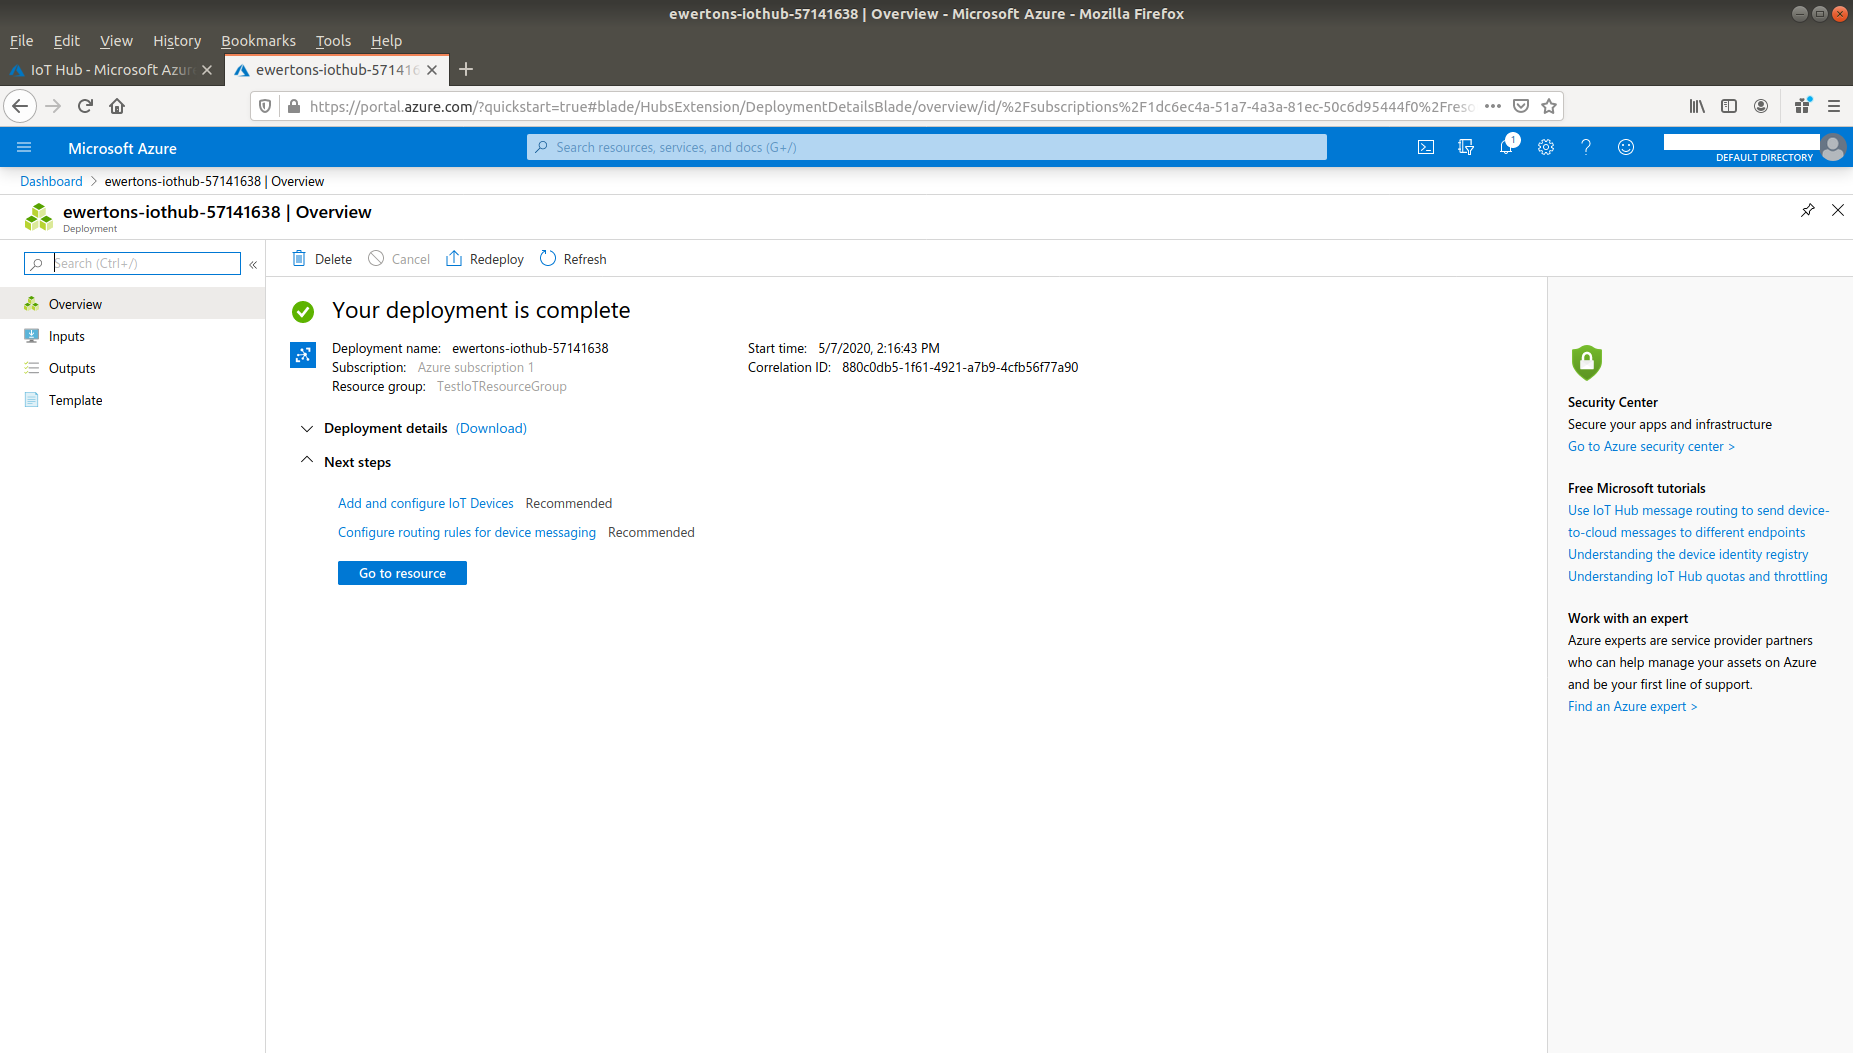 ewertons-iothub-57141638 | Overview - Microsoft Azure - Mozilla Firefox
File Edit View History Bookmarks Tools Help
IoT Hub - Microsoft Azur
ewertons-iothub-571416
https://portal.azure.com/?quickstart=true#blade/HubsExtension/DeploymentDetailsBlade/overview/id/%2Fsubscriptions%2F1dc6ec4a-51a7-4a3a-81ec-50c6d95444f0%2Freso
Microsoft Azure
Search resources, services, and docs (G+/)
1
DEFAULT DIRECTORY
Dashboard > ewertons-iothub-57141638 | Overview
ewertons-iothub-57141638 | Overview
Deployment
Search (Ctrl+/)
«
Overview
Inputs
Outputs
Template
Delete Cancel Redeploy Refresh
Your deployment is complete
Deployment name: ewertons-iothub-57141638
Subscription: Azure subscription 1
Resource group: TestIoTResourceGroup
Start time: 5/7/2020, 2:16:43 PM
Correlation ID: 880c0db5-1f61-4921-a7b9-4cfb56f77a90
Deployment details (Download)
Next steps
Add and configure IoT Devices Recommended
Configure routing rules for device messaging Recommended
Go to resource
Security Center
Secure your apps and infrastructure
Go to Azure security center >
Free Microsoft tutorials
Use IoT Hub message routing to send device-
to-cloud messages to different endpoints
Understanding the device identity registry
Understanding IoT Hub quotas and throttling
Work with an expert
Azure experts are service provider partners
who can help manage your assets on Azure
and be your first line of support.
Find an Azure expert >